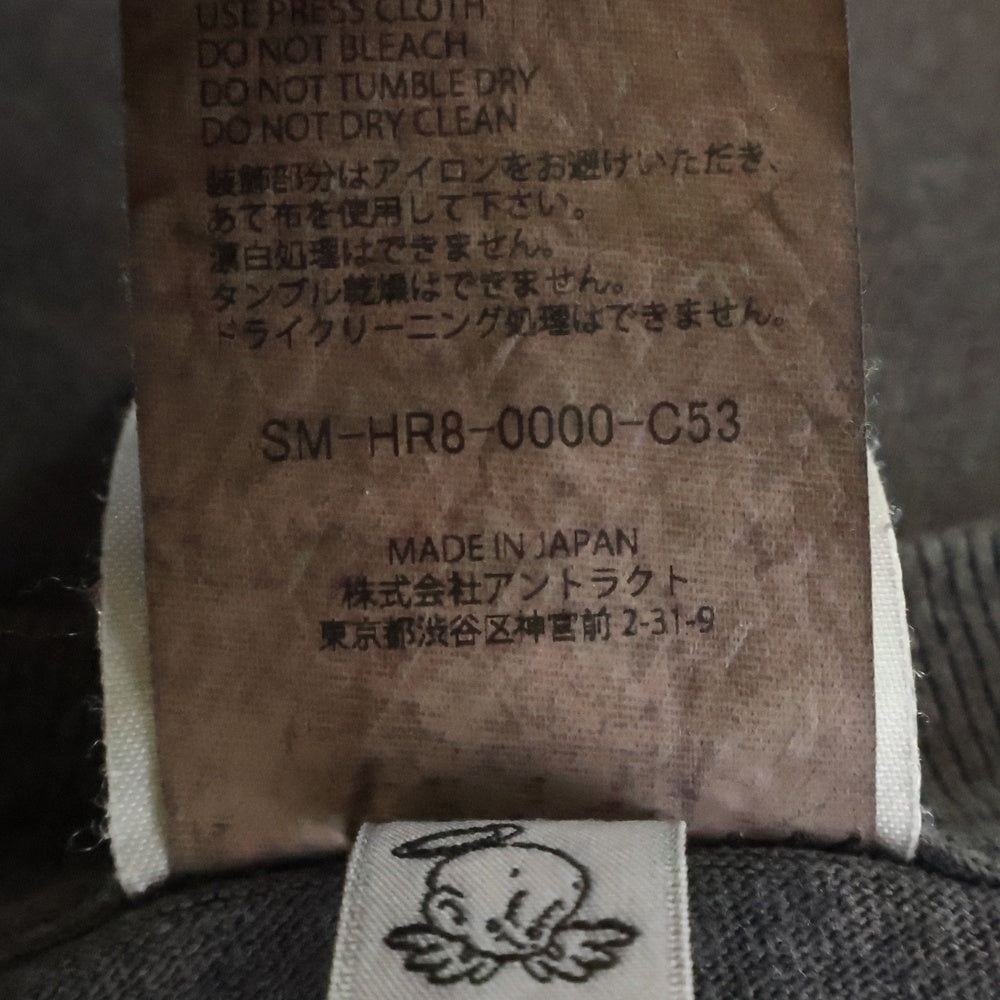 USE PRESS CLOTH
DO NOT BLEACH
DO NOT TUMBLE DRY
DO NOT DRY CLEAN
装飾部分はアイロンをお避けいただき、
あて布を使用して下さい。
漂白処理はできません。
タンブル乾燥はできません。
ドライクリーニング処理はできません。
SM-HR8-0000-C53
MADE IN JAPAN
株式会社アントラクト
東京都渋谷区神宮前 2-31-9